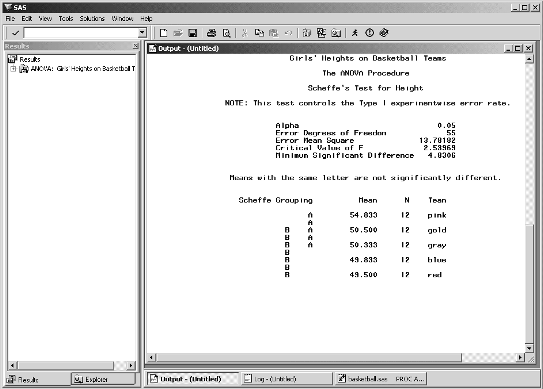 SAS
File Edit View Tools Solutions Window Help
Results
Results
ANOVA: Girls' Heights on Basketball T
Output - (Untitled)
Girls' Heights on Basketball Teams
The ANOVA Procedure
Scheffe's Test for Height
NOTE: This test controls the Type I experimentwise error rate.
Alpha 0.05
Error Degrees of Freedom 55
Error Mean Square 13.78182
Critical Value of F 2.53969
Minimum Significant Difference 4.8306
Means with the same letter are not significantly different.
Scheffe Grouping Mean N Team
A 54.833 12 pink
A
B A 50.500 12 gold
B A
B A 50.333 12 gray
B
B 49.833 12 blue
B
B 49.500 12 red
Results Explorer
Output - (Untitled) Log - (Untitled) basketball.sas PROC A...